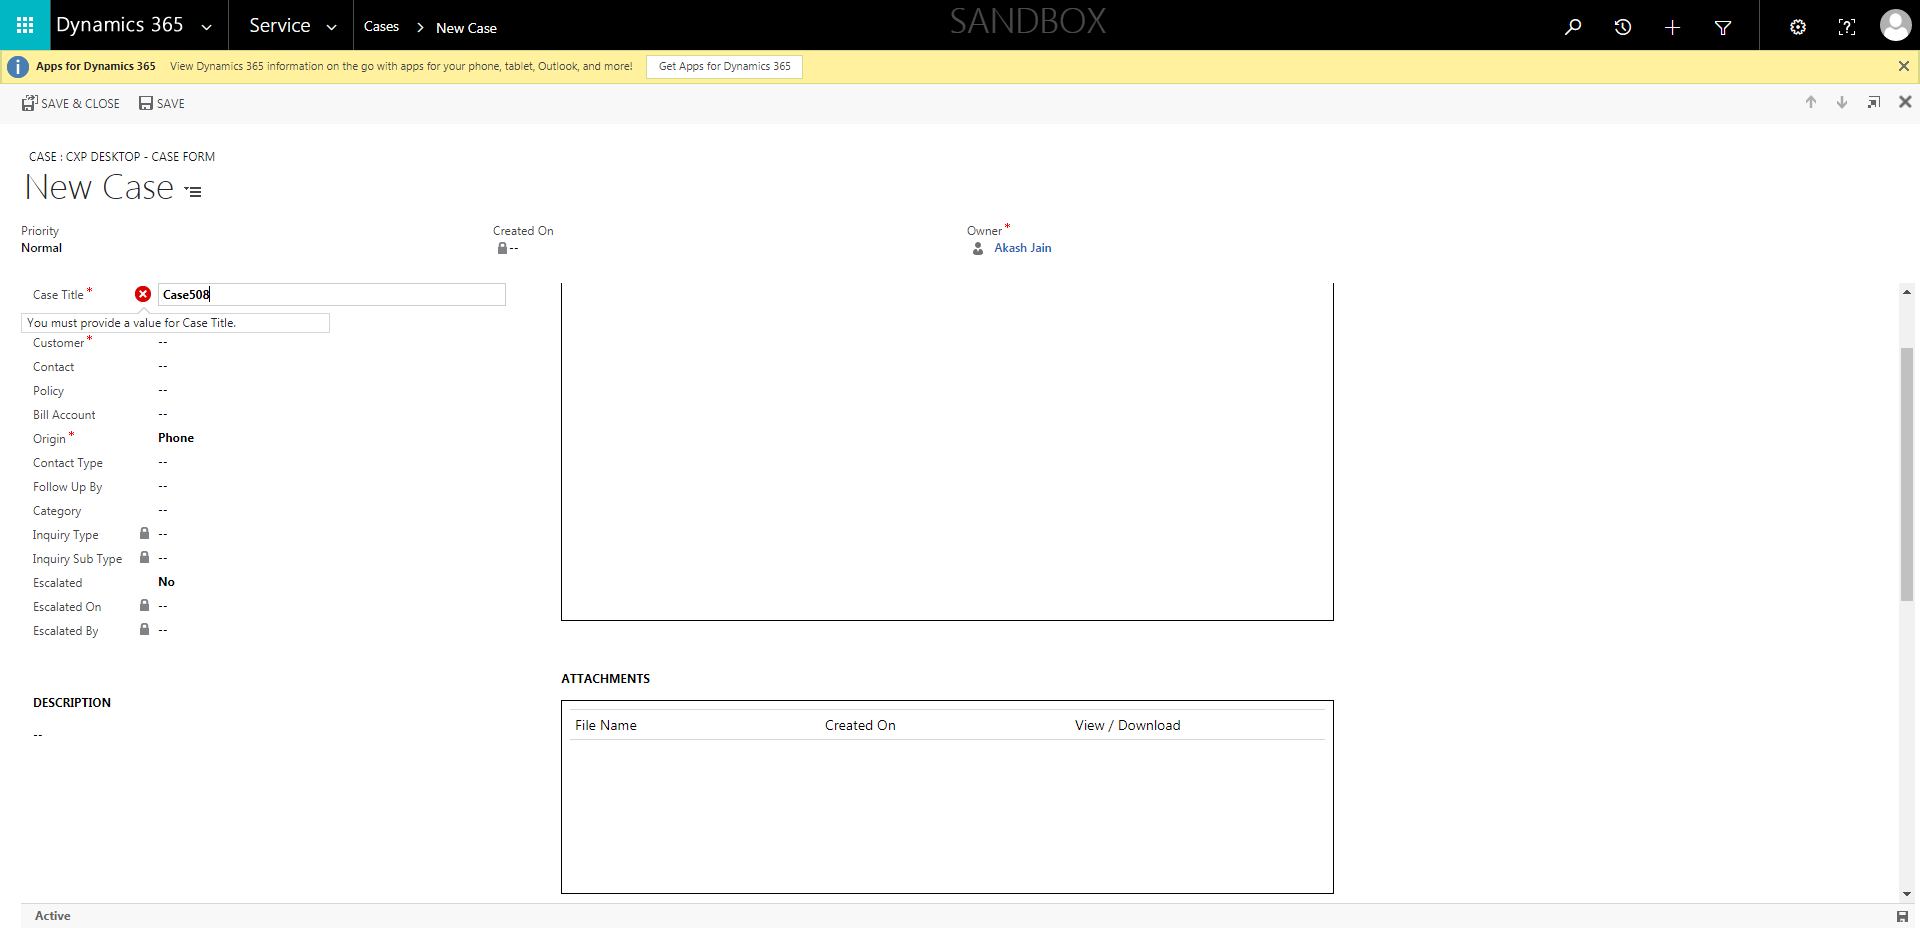 Dynamics 365 Service Cases > New Case SANDBOX
Apps for Dynamics 365 View Dynamics 365 information on the go with apps for your phone, tablet, Outlook, and more! Get Apps for Dynamics 365
SAVE & CLOSE SAVE
CASE : CXP DESKTOP - CASE FORM
New Case
Priority Created On Owner*
Normal -- Akash Jain
Case Title* Case508
You must provide a value for Case Title.
Customer* --
Contact --
Policy --
Bill Account --
Origin* Phone
Contact Type --
Follow Up By --
Category --
Inquiry Type --
Inquiry Sub Type --
Escalated No
Escalated On --
Escalated By --
ATTACHMENTS
DESCRIPTION
File Name Created On View / Download
--
Active